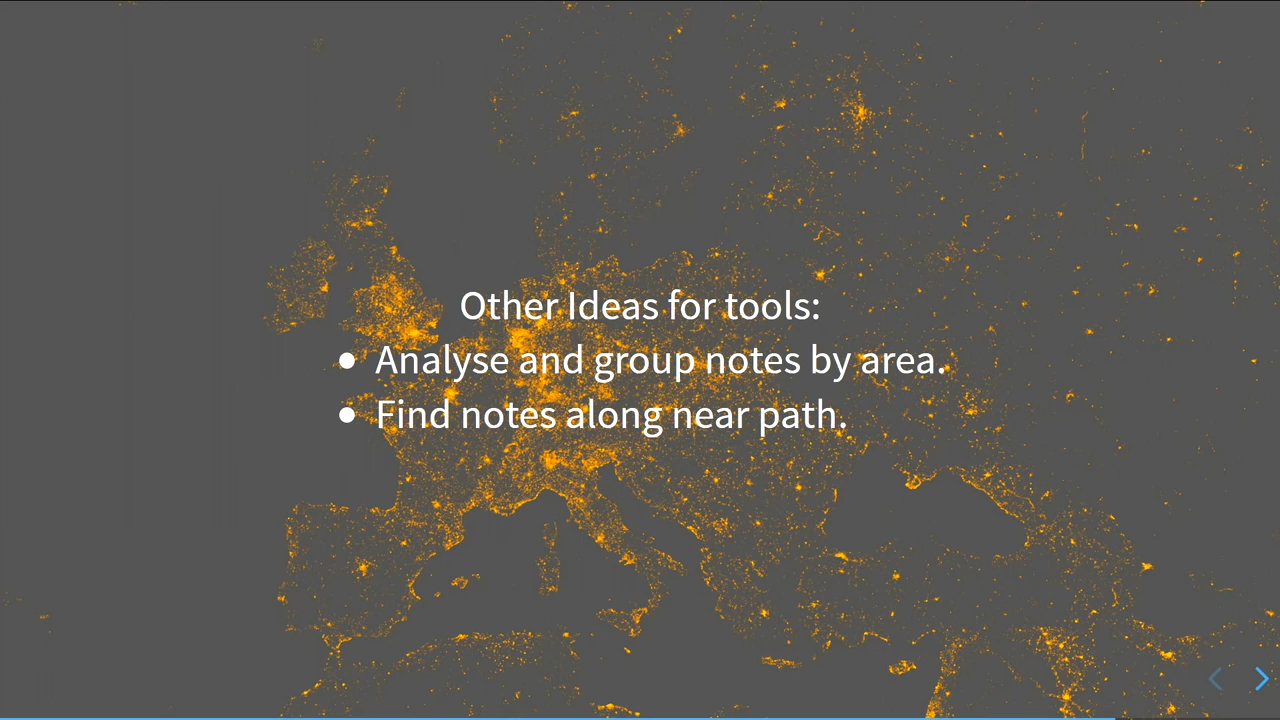 Other Ideas for tools:
• Analyse and group notes by area.
• Find notes along near path.